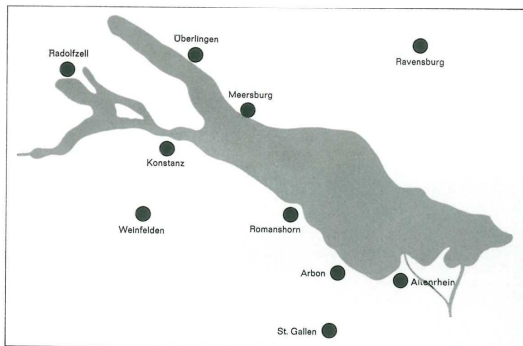 Überlingen
Ravensburg
Radolfzell
Meersburg
Konstanz
Weinfelden
Romanshorn
Arbon
Altenrhein
St. Gallen